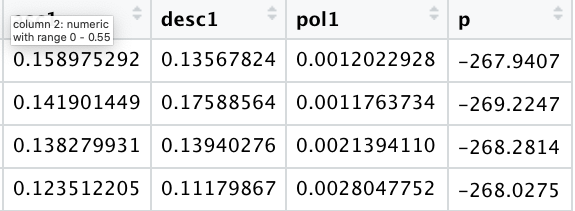 desc1 pol1 p
column 2: numeric
with range 0 - 0.55
0.158975292 0.13567824 0.0012022928 -267.9407
0.141901449 0.17588564 0.0011763734 -269.2247
0.138279931 0.13940276 0.0021394110 -268.2814
0.123512205 0.11179867 0.0028047752 -268.0275